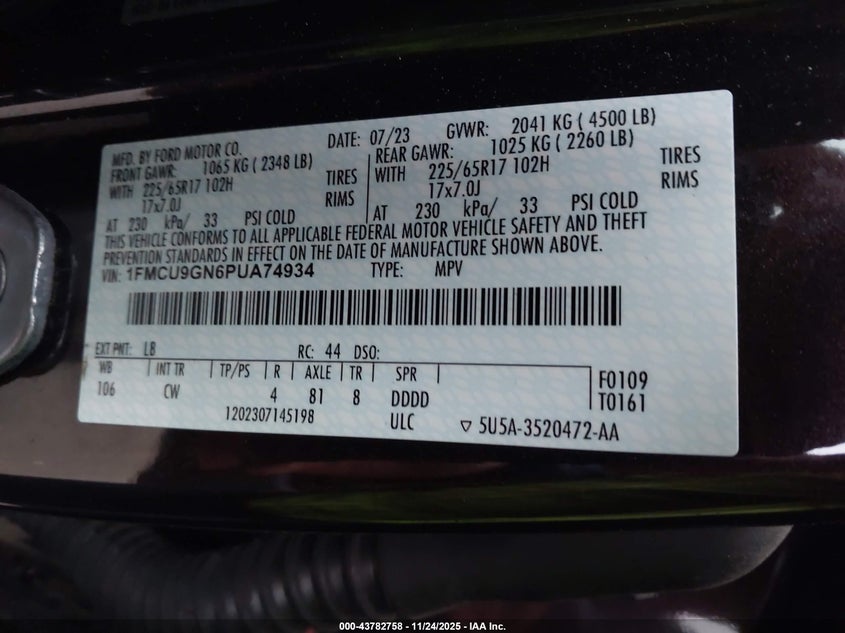 MFD. BY FORD MOTOR CO. DATE: 07/23 GVWR: 2041 KG ( 4500 LB)
FRONT GAWR: 1065 KG ( 2348 LB) REAR GAWR: 1025 KG ( 2260 LB)
WITH 225/65R17 102H TIRES WITH 225/65R17 102H TIRES
17x7.0J RIMS 17x7.0J RIMS
AT 230 kPa/ 33 PSI COLD AT 230 kPa/ 33 PSI COLD
THIS VEHICLE CONFORMS TO ALL APPLICABLE FEDERAL MOTOR VEHICLE SAFETY AND THEFT
PREVENTION STANDARDS IN EFFECT ON THE DATE OF MANUFACTURE SHOWN ABOVE.
VIN: 1FMCU9GN6PUA74934 TYPE: MPV
EXT PNT: LB RC: 44 DSO:
WB INT TR TP/PS R AXLE TR SPR F0109
106 CW 4 81 8 DDDD T0161
1202307145198 ULC ▽ 5U5A-3520472-AA
000-43782758 - 11/24/2025 - IAA Inc.